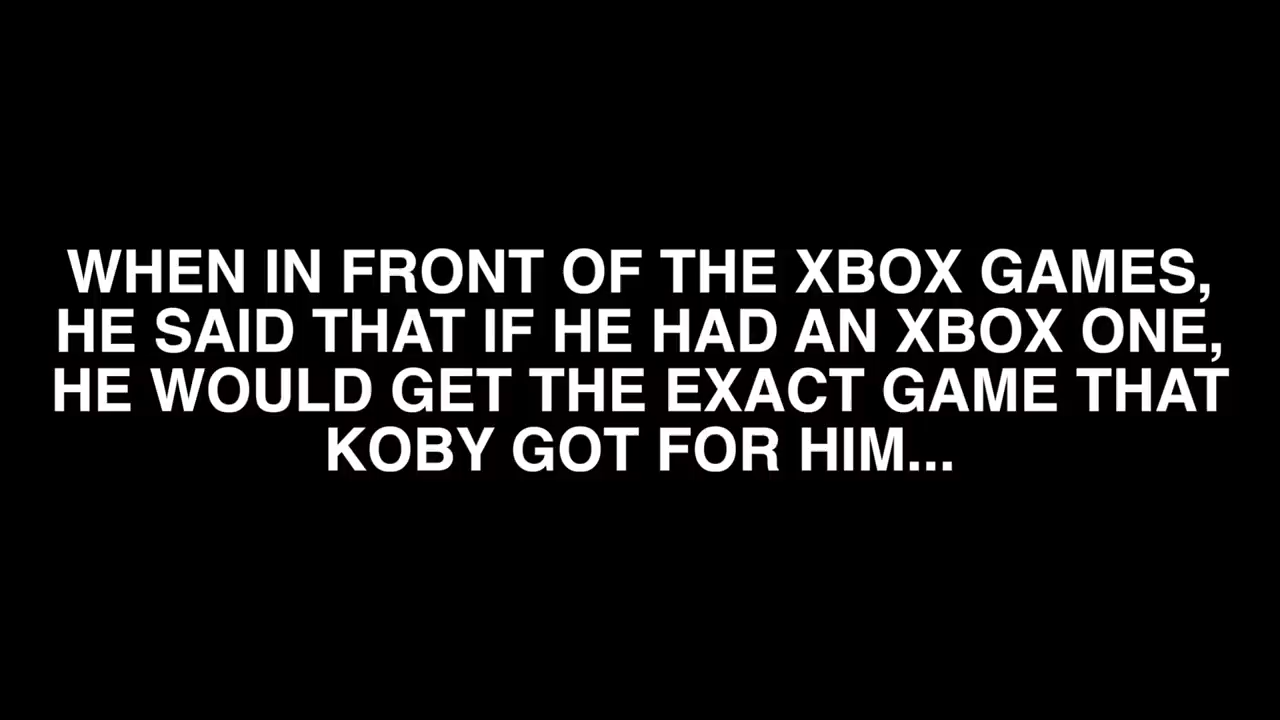 WHEN IN FRONT OF THE XBOX GAMES,
HE SAID THAT IF HE HAD AN XBOX ONE,
HE WOULD GET THE EXACT GAME THAT
KOBY GOT FOR HIM...